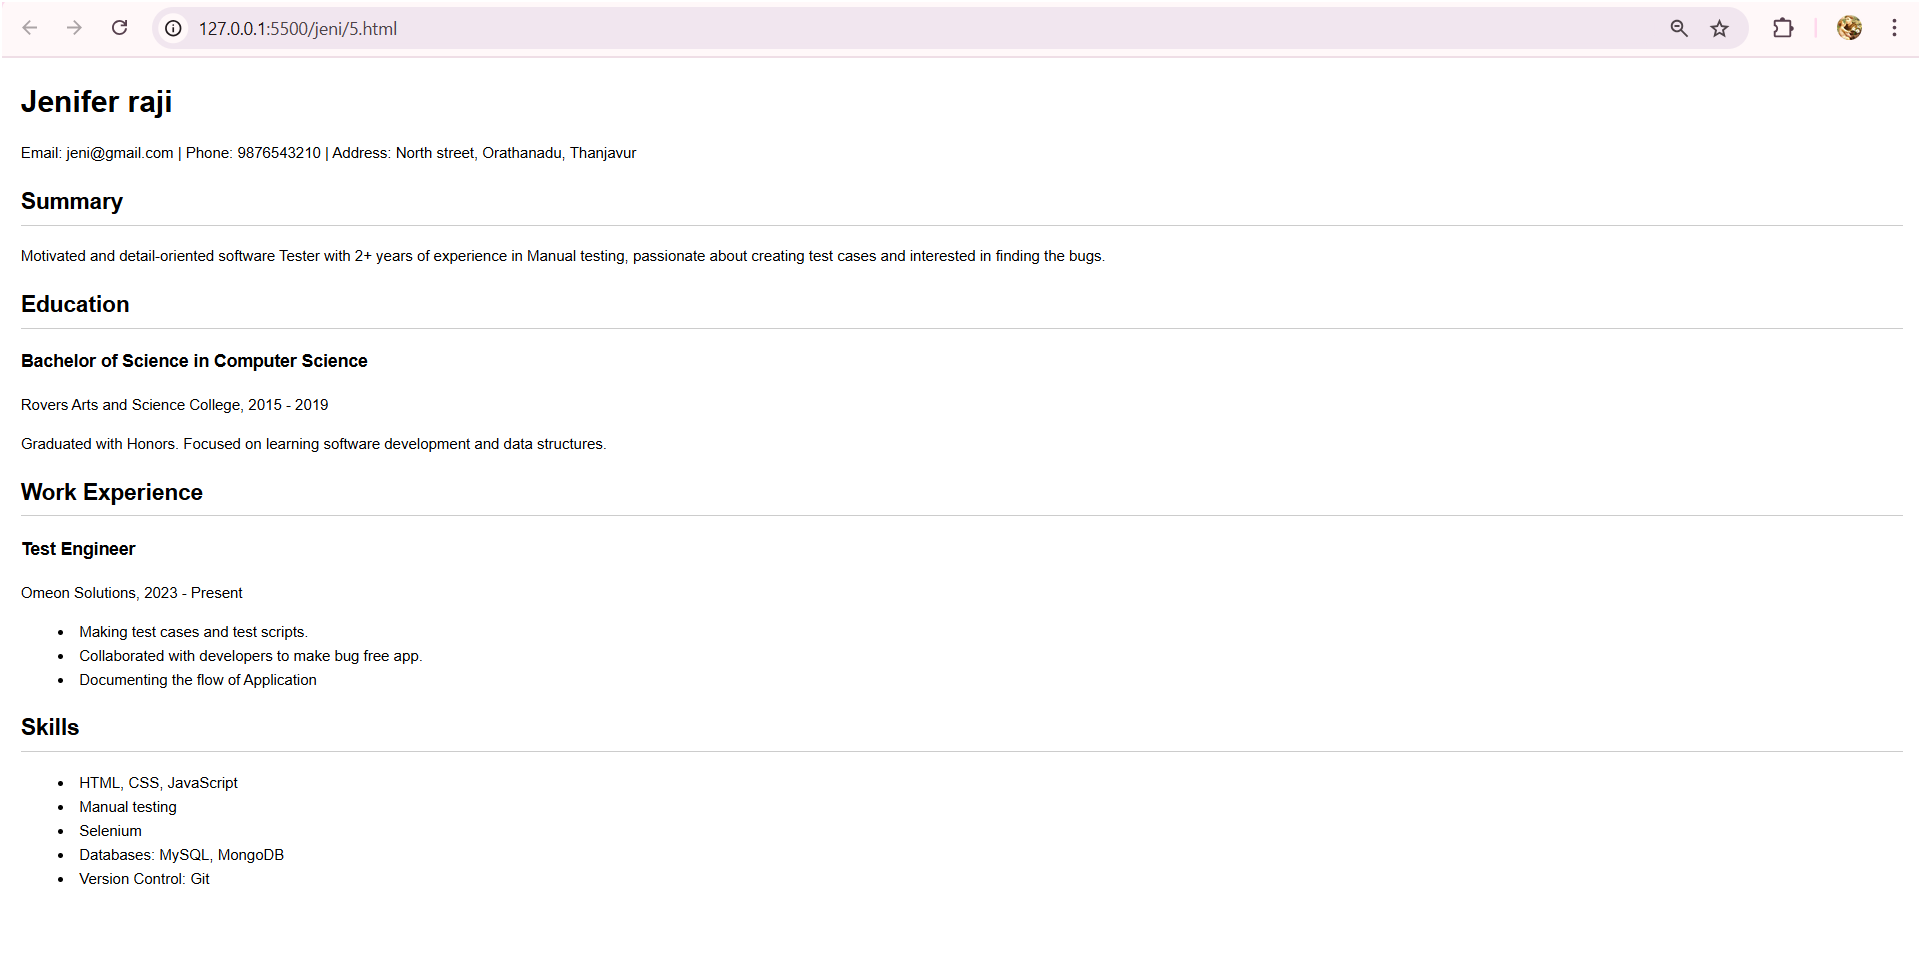 127.0.0.1:5500/jeni/5.html
Jenifer raji
Email: jeni@gmail.com | Phone: 9876543210 | Address: North street, Orathanadu, Thanjavur
Summary
Motivated and detail-oriented software Tester with 2+ years of experience in Manual testing, passionate about creating test cases and interested in finding the bugs.
Education
Bachelor of Science in Computer Science
Rovers Arts and Science College, 2015 - 2019
Graduated with Honors. Focused on learning software development and data structures.
Work Experience
Test Engineer
Omeon Solutions, 2023 - Present
• Making test cases and test scripts.
• Collaborated with developers to make bug free app.
• Documenting the flow of Application
Skills
• HTML, CSS, JavaScript
• Manual testing
• Selenium
• Databases: MySQL, MongoDB
• Version Control: Git